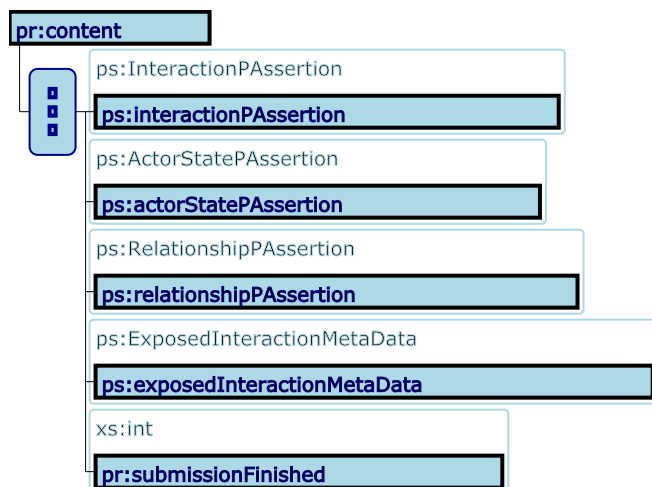 pr:content
ps:InteractionPAssertion
ps:interactionPAssertion
ps:ActorStatePAssertion
ps:actorStatePAssertion
ps:RelationshipPAssertion
ps:relationshipPAssertion
ps:ExposedInteractionMetaData
ps:exposedInteractionMetaData
xs:int
pr:submissionFinished